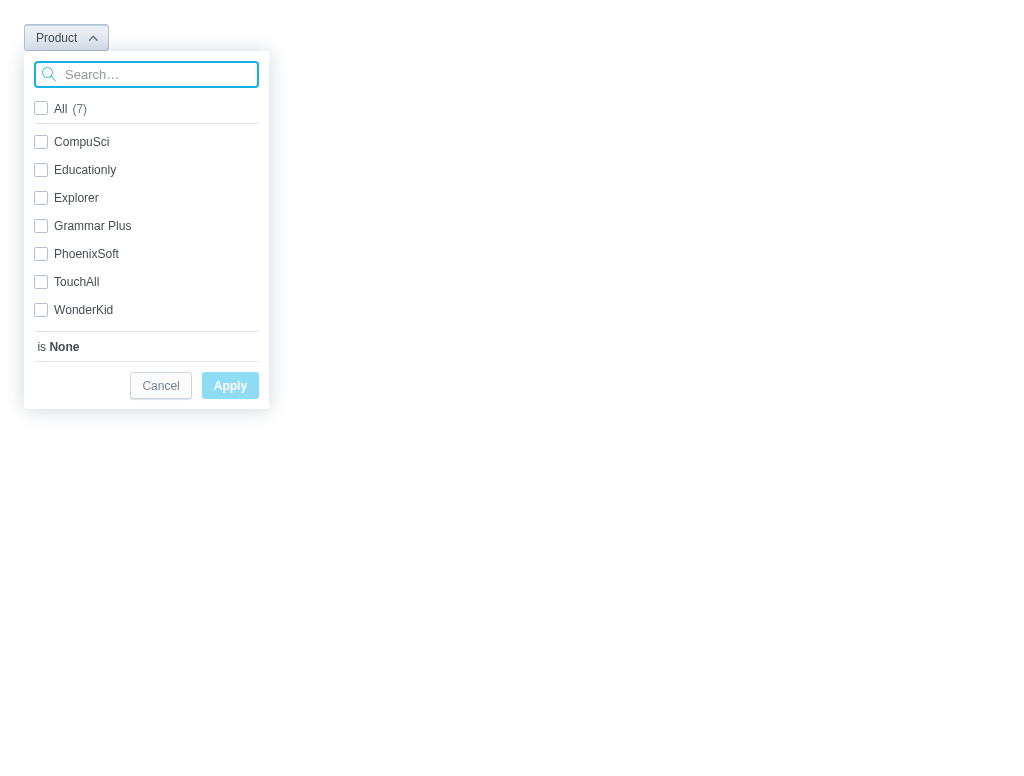 Product
Search…
All (7)
CompuSci
Educationly
Explorer
Grammar Plus
PhoenixSoft
TouchAll
WonderKid
is None
Cancel Apply